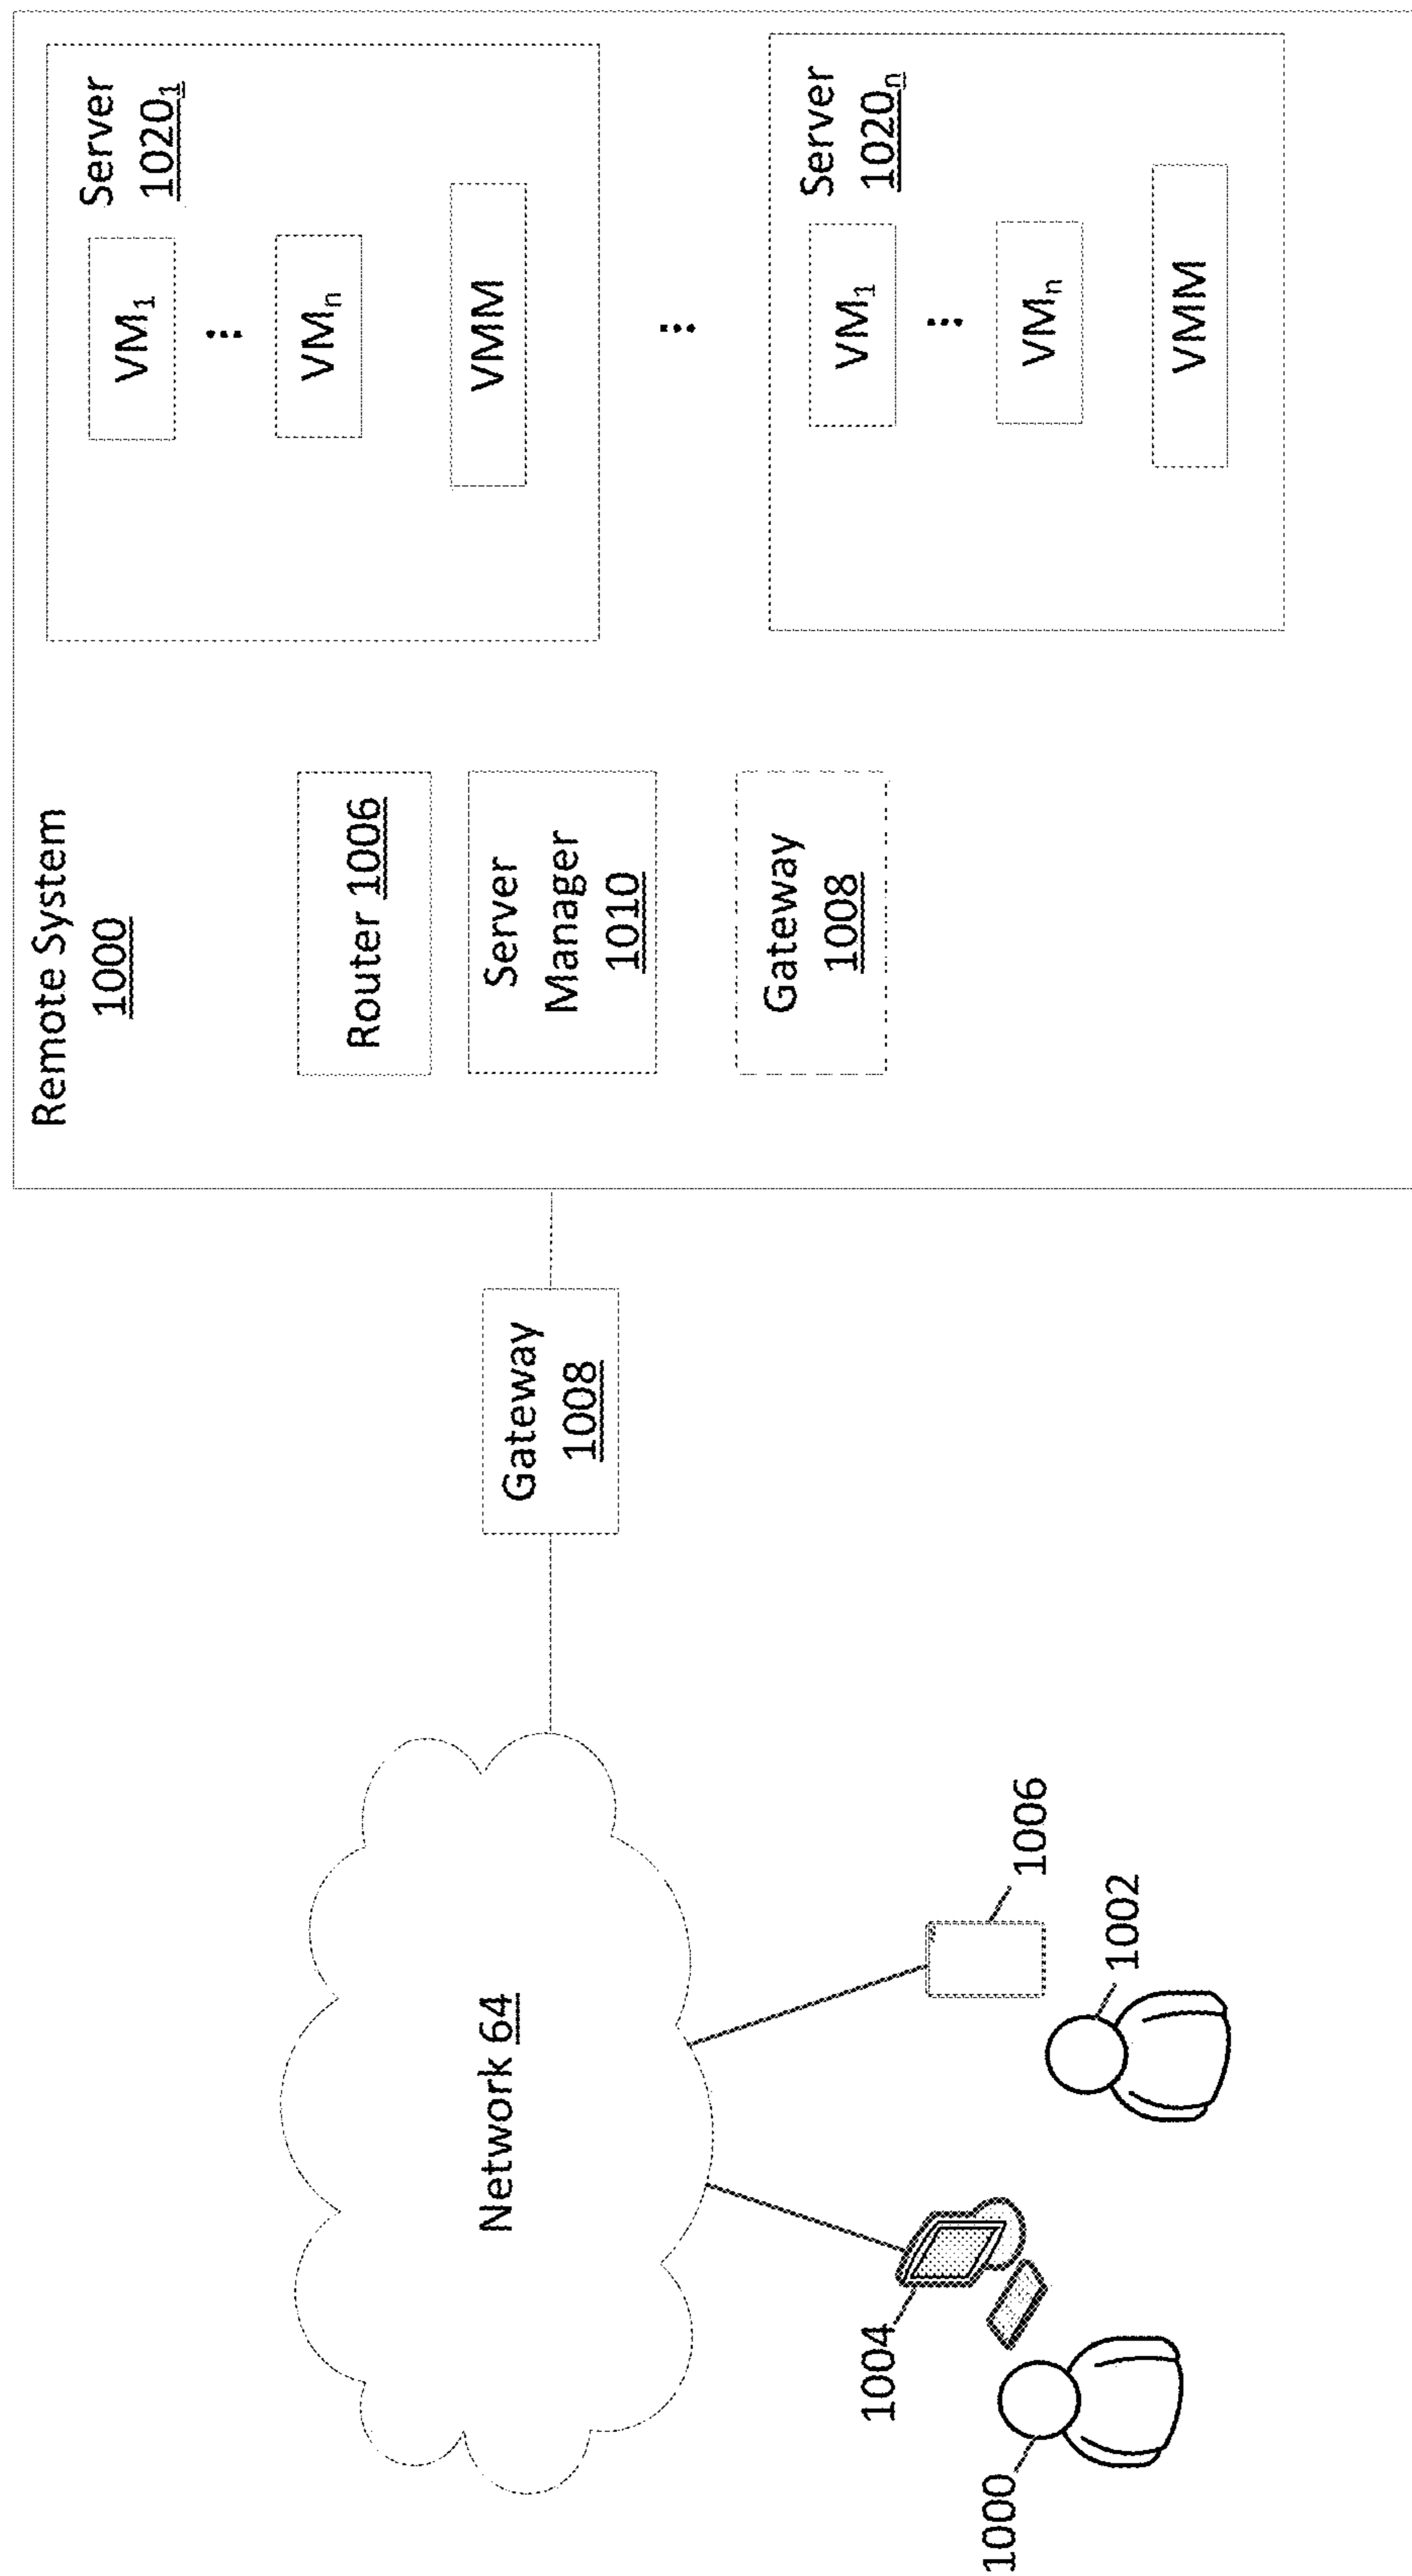 Remote System
1000
Server
1020₁
VM₁
...
VMₙ
VMM
...
Server
1020ₙ
VM₁
...
VMₙ
VMM
Router 1006
Server
Manager
1010
Gateway
1008
Gateway
1008
Network 64
1006
1002
1004
1000